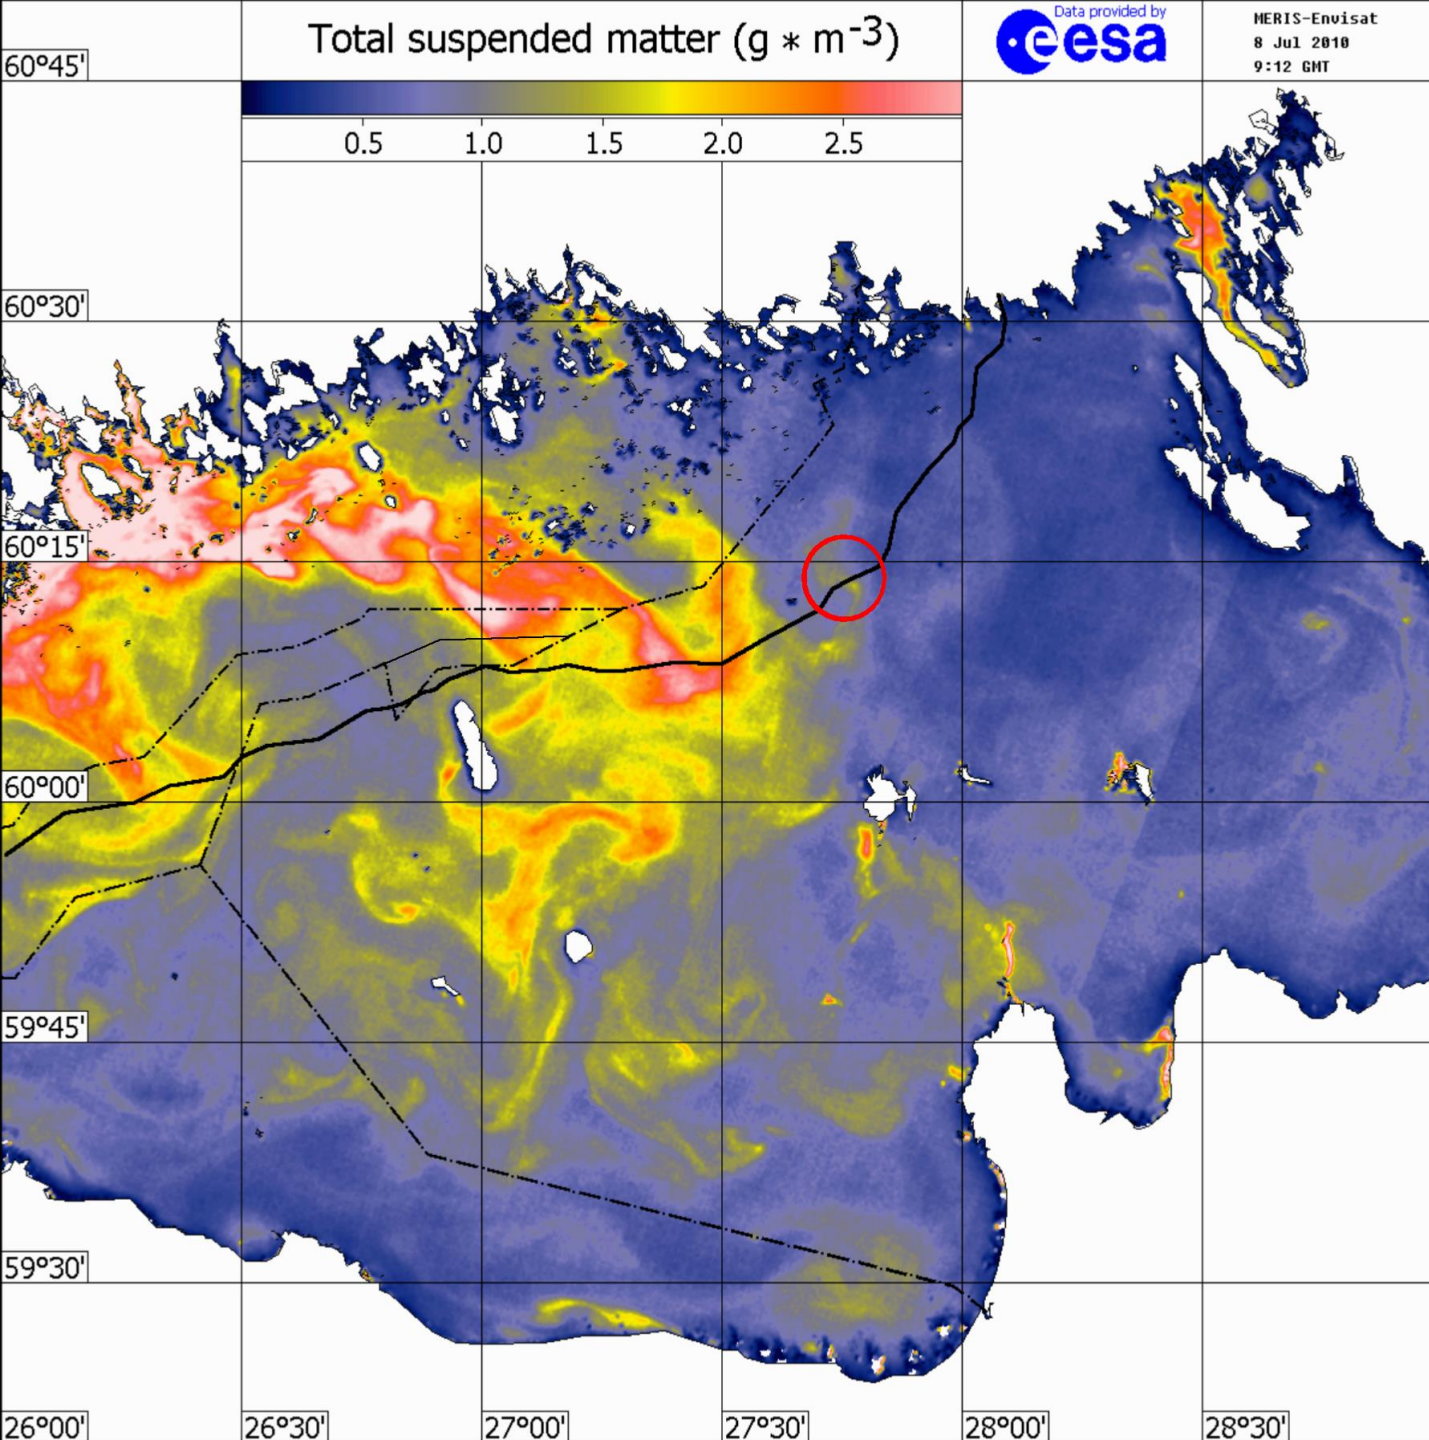 Total suspended matter (g * m⁻³)
0.5 1.0 1.5 2.0 2.5
Data provided by
esa
MERIS-Envisat
8 Jul 2010
9:12 GMT
60°45'
60°30'
60°15'
60°00'
59°45'
59°30'
26°00' 26°30' 27°00' 27°30' 28°00' 28°30'